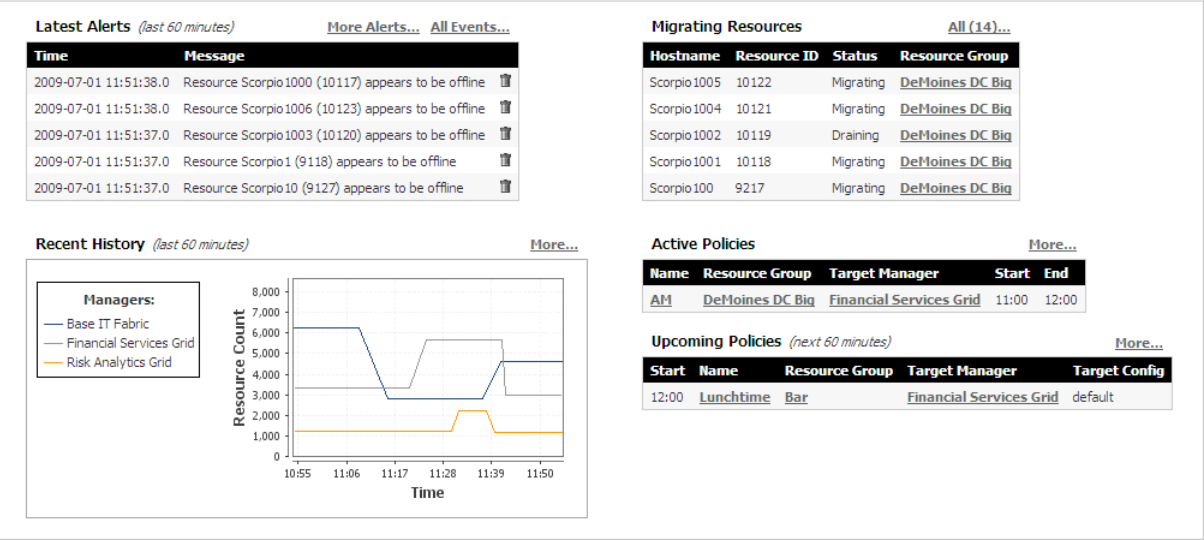 Latest Alerts (last 60 minutes) More Alerts... All Events...
Time Message
2009-07-01 11:51:38.0 Resource Scorpio1000 (10117) appears to be offline
2009-07-01 11:51:38.0 Resource Scorpio1006 (10123) appears to be offline
2009-07-01 11:51:37.0 Resource Scorpio1003 (10120) appears to be offline
2009-07-01 11:51:37.0 Resource Scorpio1 (9118) appears to be offline
2009-07-01 11:51:37.0 Resource Scorpio10 (9127) appears to be offline
Migrating Resources All (14)...
Hostname Resource ID Status Resource Group
Scorpio1005 10122 Migrating DeMoines DC Big
Scorpio1004 10121 Migrating DeMoines DC Big
Scorpio1002 10119 Draining DeMoines DC Big
Scorpio1001 10118 Migrating DeMoines DC Big
Scorpio100 9217 Migrating DeMoines DC Big
Recent History (last 60 minutes) More...
Managers:
Base IT Fabric
Financial Services Grid
Risk Analytics Grid
Resource Count
8,000
7,000
6,000
5,000
4,000
3,000
2,000
1,000
0
10:55 11:06 11:17 11:28 11:39 11:50
Time
Active Policies More...
Name Resource Group Target Manager Start End
AM DeMoines DC Big Financial Services Grid 11:00 12:00
Upcoming Policies (next 60 minutes) More...
Start Name Resource Group Target Manager Target Config
12:00 Lunchtime Bar Financial Services Grid default